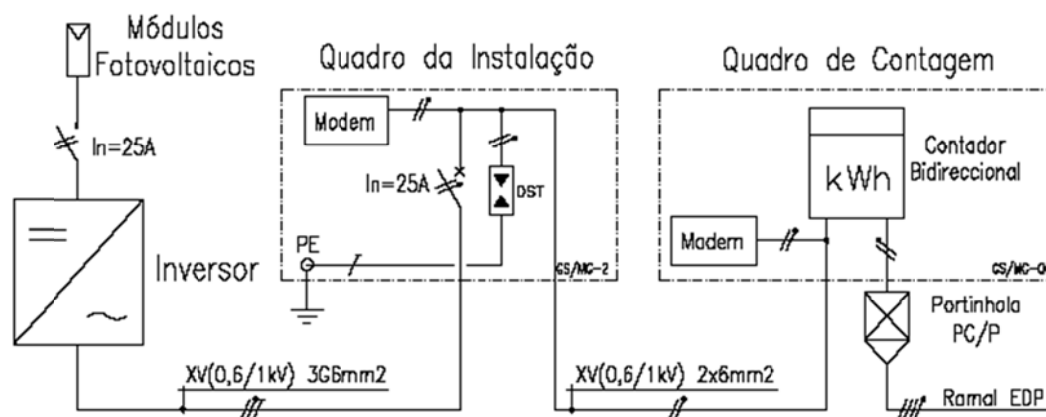 Módulos
Fotovoltaicos
In=25A
Inversor
XV(0,6/1kV) 3G6mm2
Quadro da Instalação
Modem
In=25A
DST
PE
GS/MC-2
XV(0,6/1kV) 2x6mm2
Quadro de Contagem
kWh
Contador
Bidireccional
Modem
Portinhola
PC/P
Ramal EDP